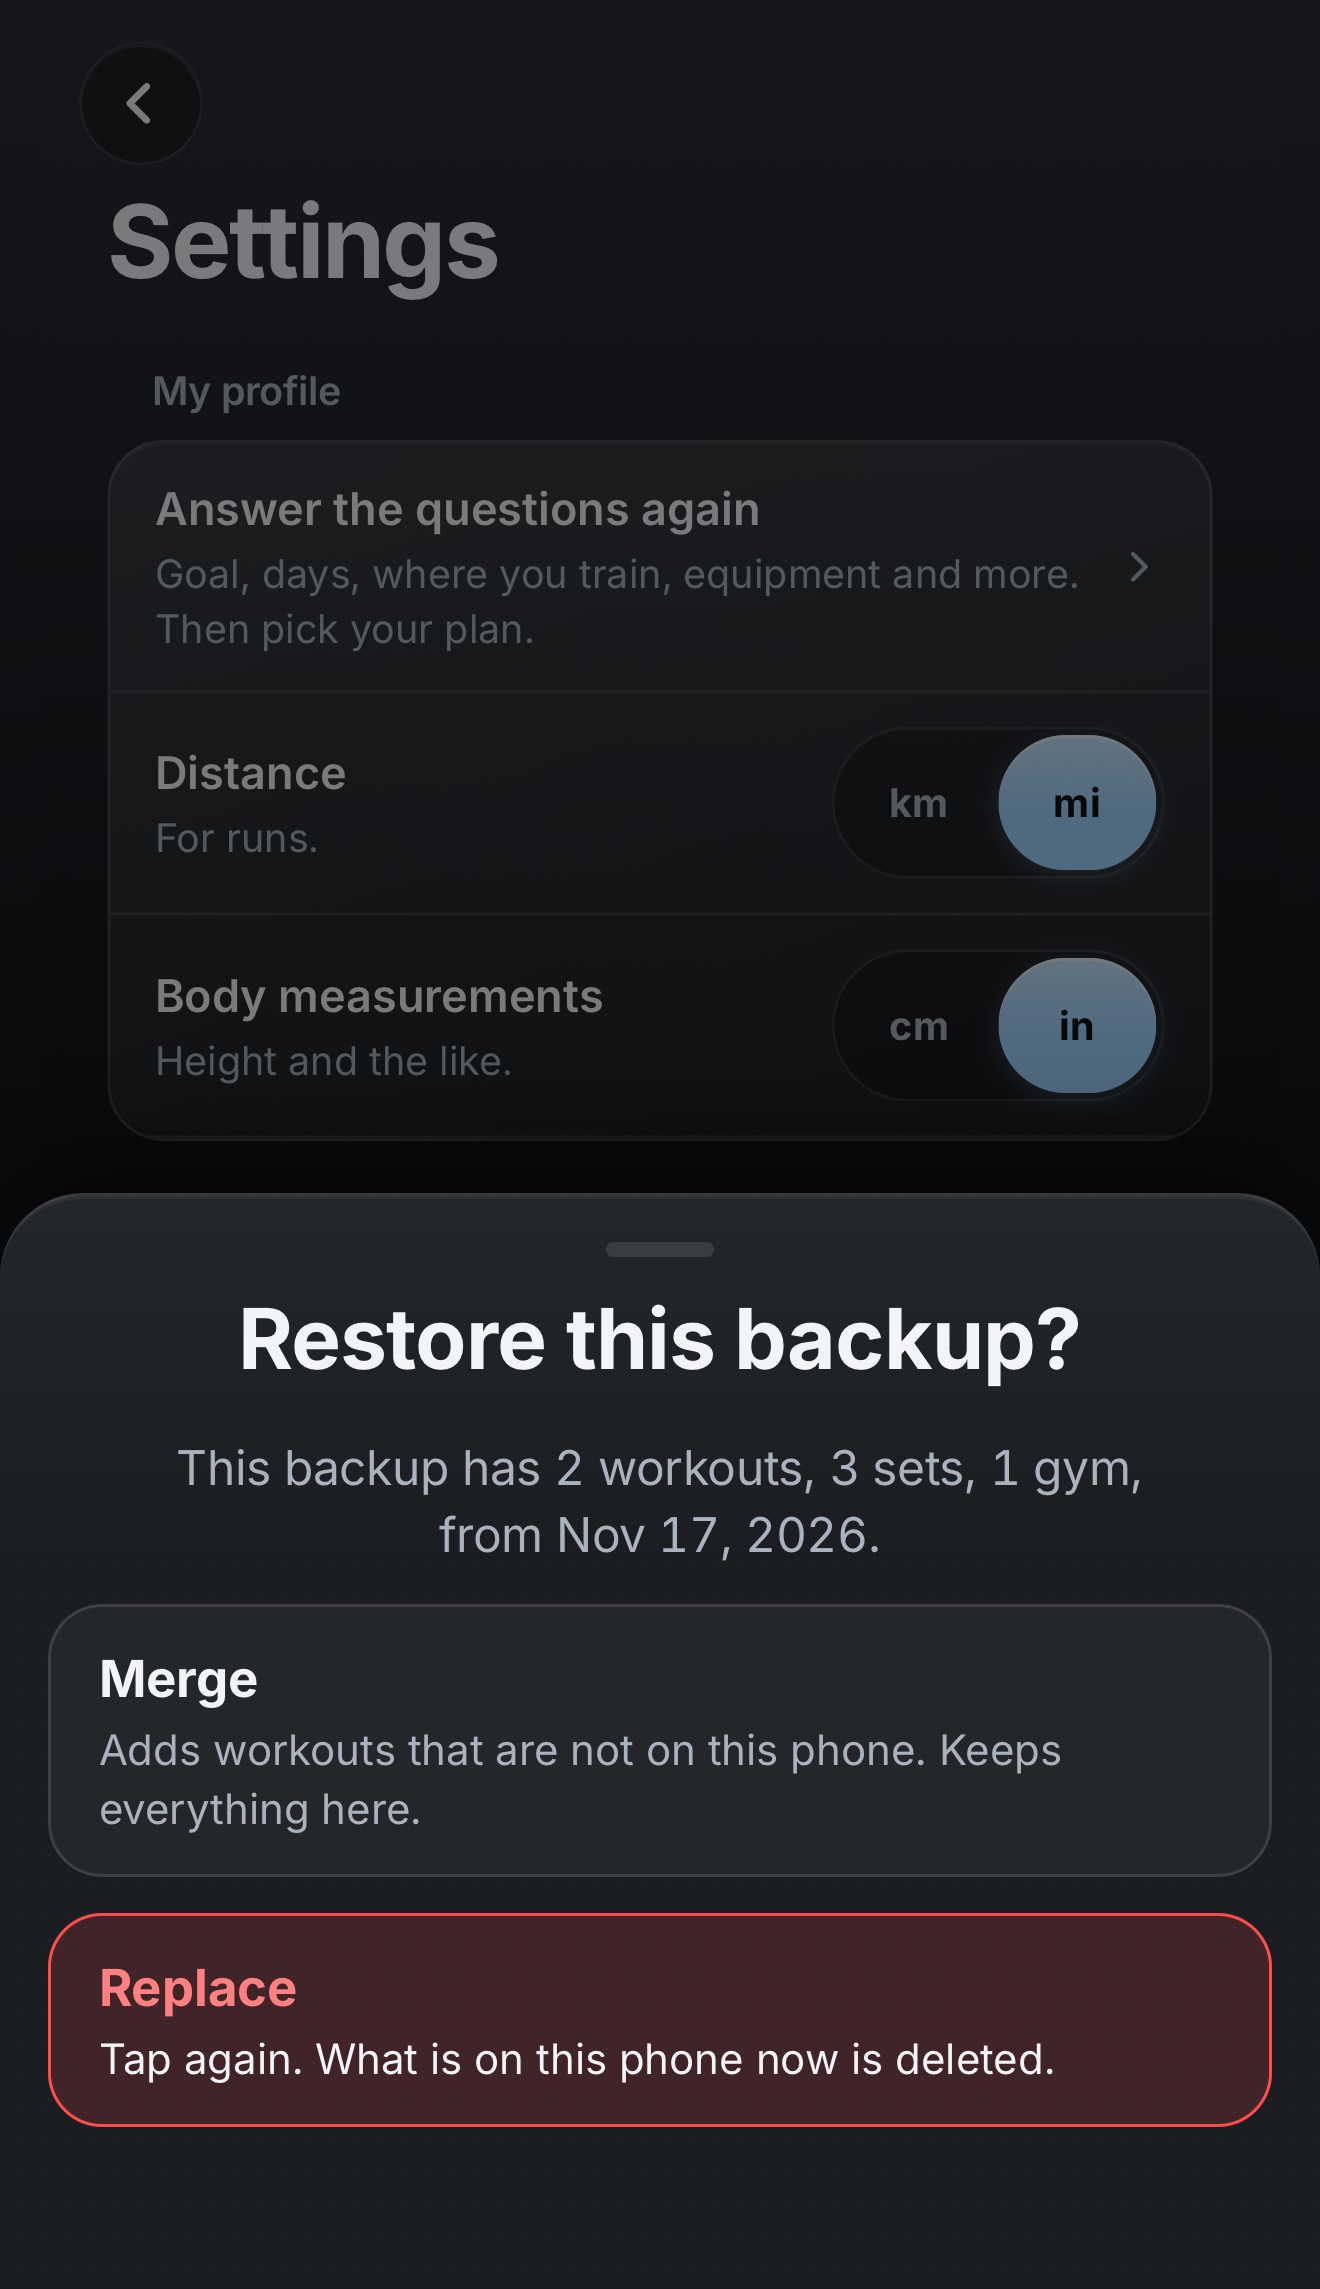 Settings
My profile
Answer the questions again
Goal, days, where you train, equipment and more.
Then pick your plan.
Distance
For runs.
km
mi
Body measurements
Height and the like.
cm
in
Restore this backup?
This backup has 2 workouts, 3 sets, 1 gym,
from Nov 17, 2026.
Merge
Adds workouts that are not on this phone. Keeps
everything here.
Replace
Tap again. What is on this phone now is deleted.